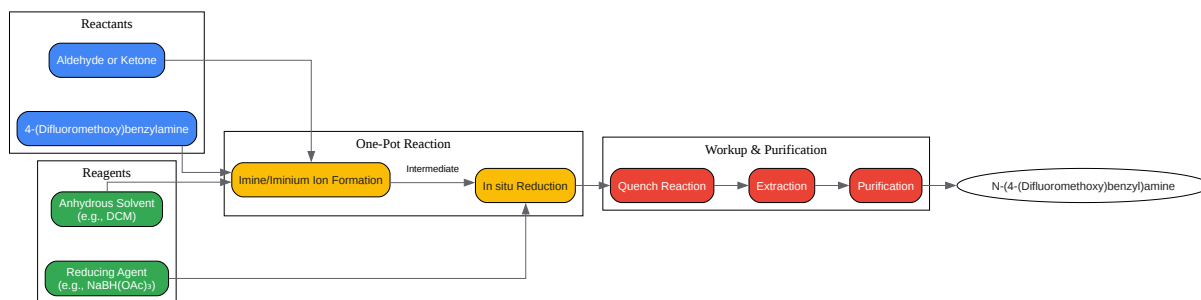 Reactants
Aldehyde or Ketone
4-(Difluoromethoxy)benzylamine
Reagents
Anhydrous Solvent
(e.g., DCM)
Reducing Agent
(e.g., NaBH(OAc)₃)
One-Pot Reaction
Imine/Iminium Ion Formation
Intermediate
In situ Reduction
Workup & Purification
Quench Reaction
Extraction
Purification
N-(4-(Difluoromethoxy)benzyl)amine